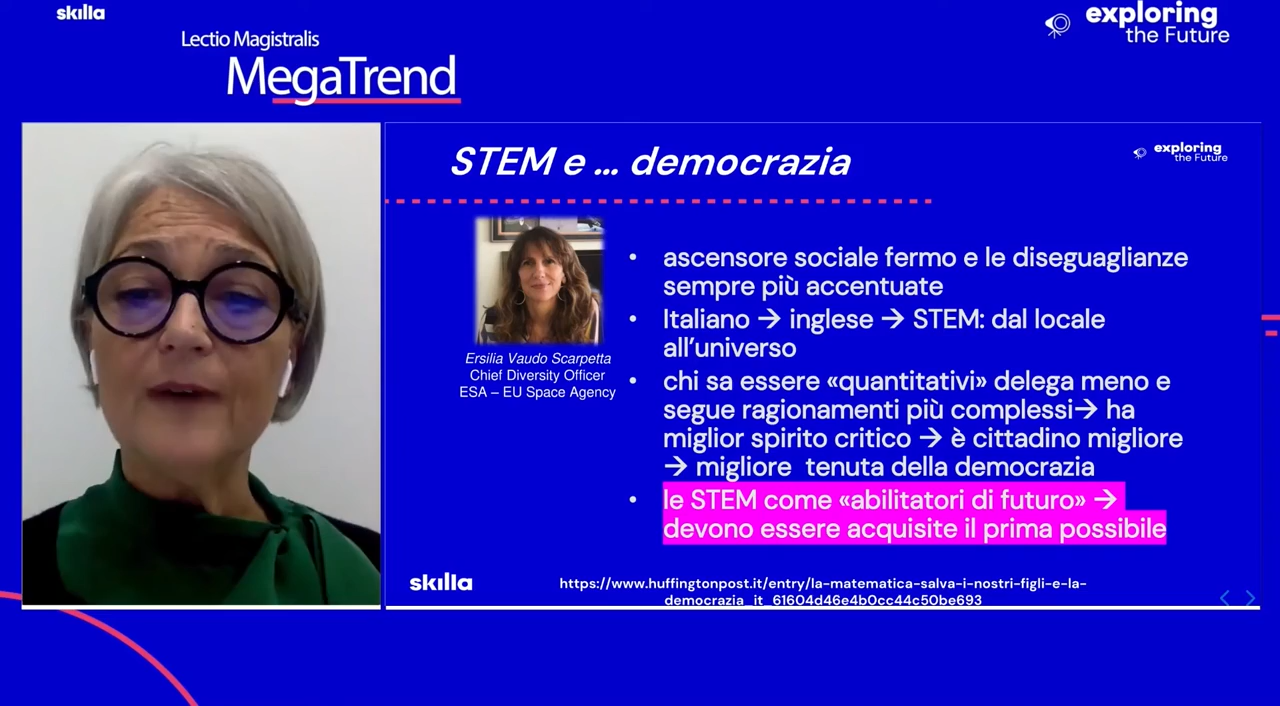 skilla
Lectio Magistralis
MegaTrend
exploring
the Future
STEM e ... democrazia
exploring
the Future
Ersilia Vaudo Scarpetta
Chief Diversity Officer
ESA – EU Space Agency
• ascensore sociale fermo e le diseguaglianze
sempre più accentuate
• Italiano → inglese → STEM: dal locale
all’universo
• chi sa essere «quantitativi» delega meno e
segue ragionamenti più complessi→ ha
miglior spirito critico → è cittadino migliore
→ migliore tenuta della democrazia
• le STEM come «abilitatori di futuro» →
devono essere acquisite il prima possibile
skilla
https://www.huffingtonpost.it/entry/la-matematica-salva-i-nostri-figli-e-la-
democrazia_it_61604d46e4b0cc44c50be693